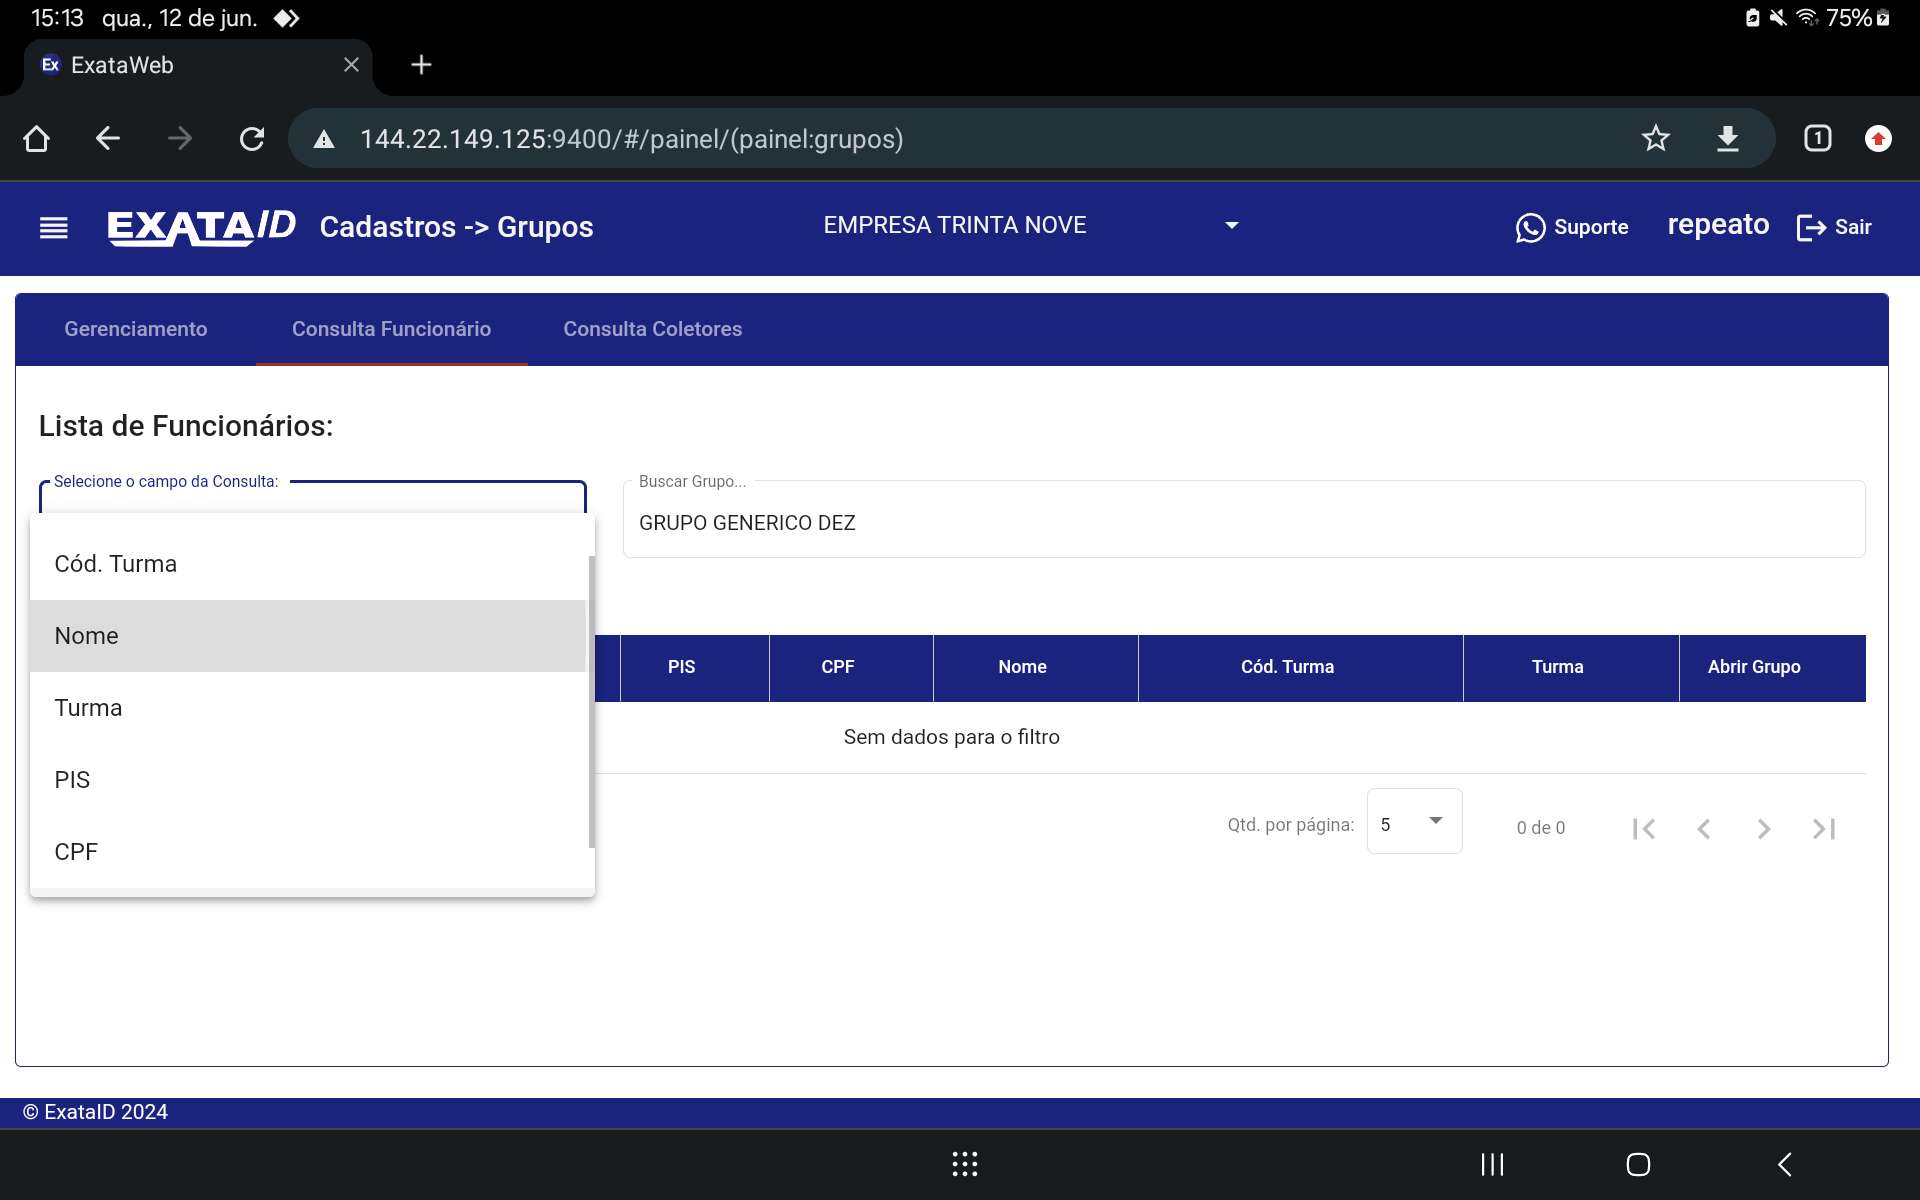 15:13 qua., 12 de jun. 75%
Ex ExataWeb
144.22.149.125:9400/#/painel/(painel:grupos) 1
EXATA ID Cadastros -> Grupos EMPRESA TRINTA NOVE Suporte repeato Sair
Gerenciamento Consulta Funcionário Consulta Coletores
Lista de Funcionários:
Selecione o campo da Consulta: Buscar Grupo...
GRUPO GENERICO DEZ
Cód. Turma
Nome
Turma
PIS
CPF
PIS CPF Nome Cód. Turma Turma Abrir Grupo
Sem dados para o filtro
Qtd. por página: 5 0 de 0
© ExataID 2024